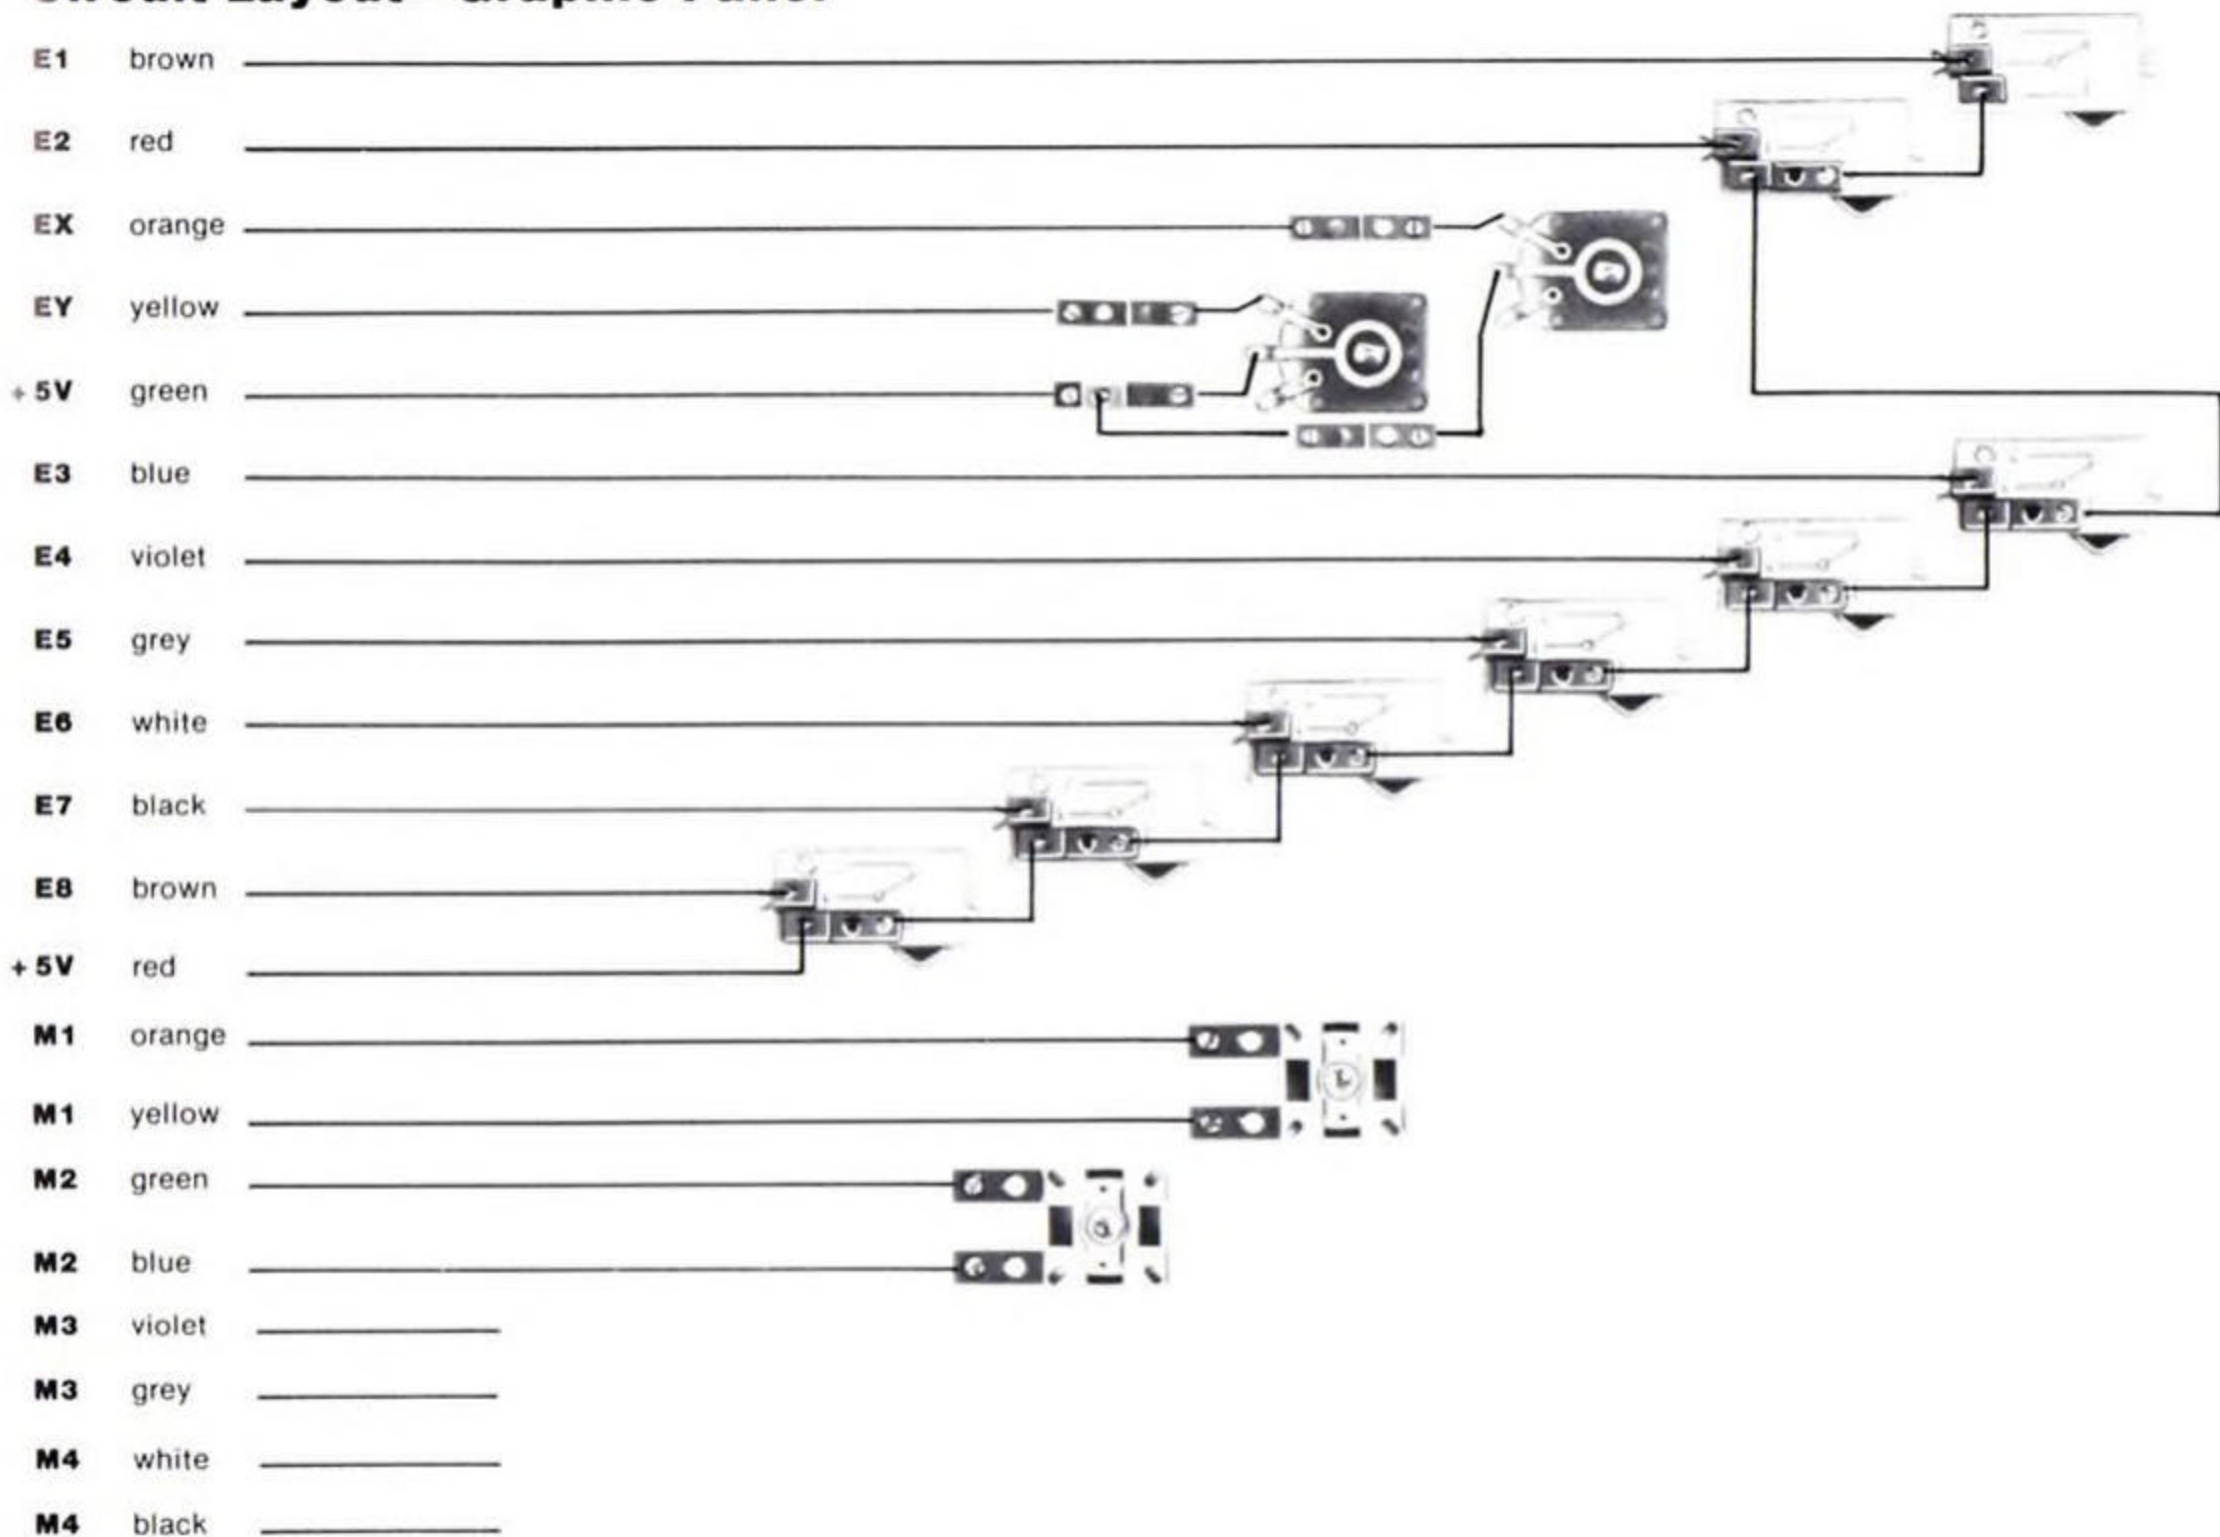 E1 brown
E2 red
EX orange
EY yellow
+ 5V green
E3 blue
E4 violet
E5 grey
E6 white
E7 black
E8 brown
+ 5V red
M1 orange
M1 yellow
M2 green
M2 blue
M3 violet
M3 grey
M4 white
M4 black